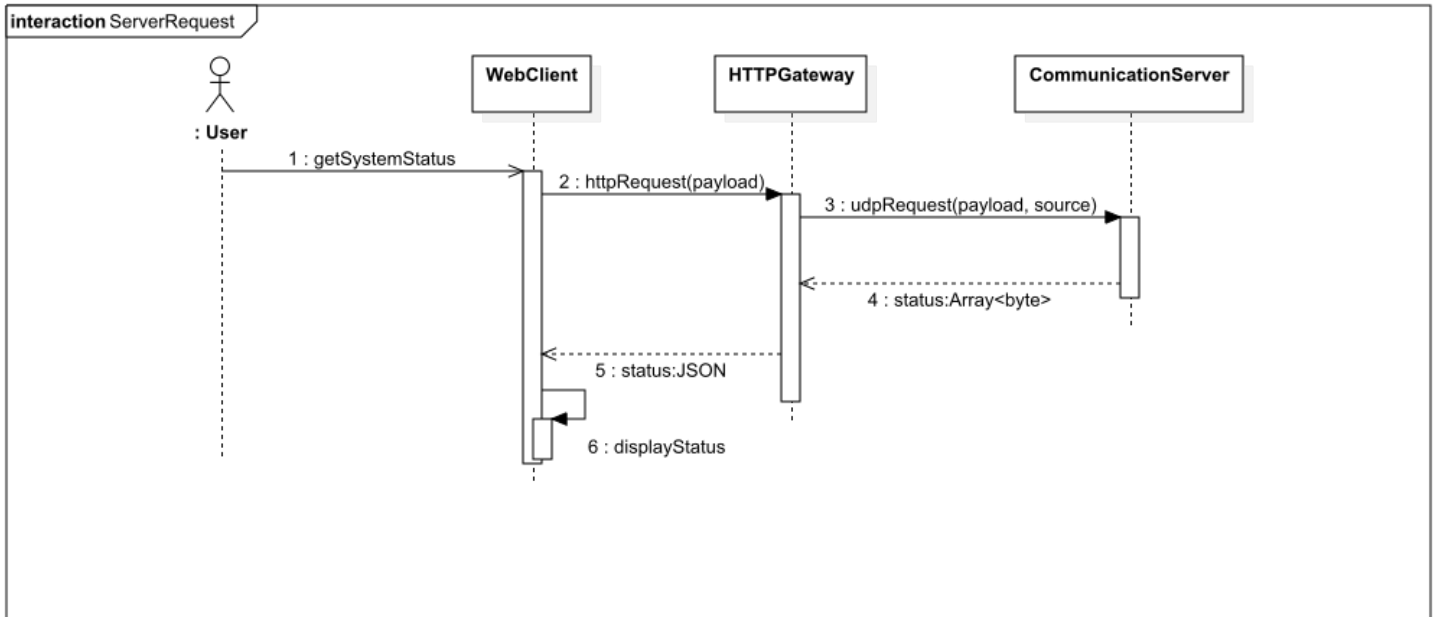 interaction ServerRequest
WebClient
HTTPGateway
CommunicationServer
: User
1 : getSystemStatus
2 : httpRequest(payload)
3 : udpRequest(payload, source)
4 : status:Array<byte>
5 : status:JSON
6 : displayStatus